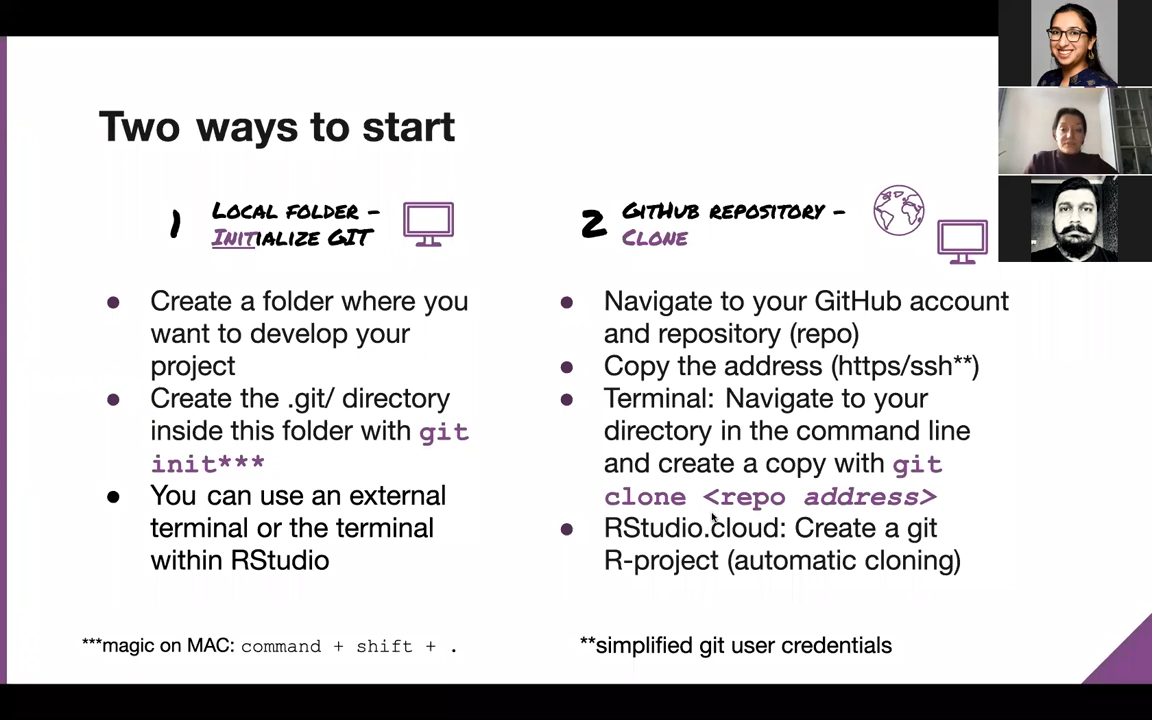 Two ways to start
1
Local folder –
Initialize GIT
● Create a folder where you
want to develop your
project
● Create the .git/ directory
inside this folder with git
init***
● You can use an external
terminal or the terminal
within RStudio
***magic on MAC: command + shift + .
2
GitHub repository –
Clone
● Navigate to your GitHub account
and repository (repo)
● Copy the address (https/ssh**)
● Terminal: Navigate to your
directory in the command line
and create a copy with git
clone <repo address>
● RStudio.cloud: Create a git
R-project (automatic cloning)
**simplified git user credentials